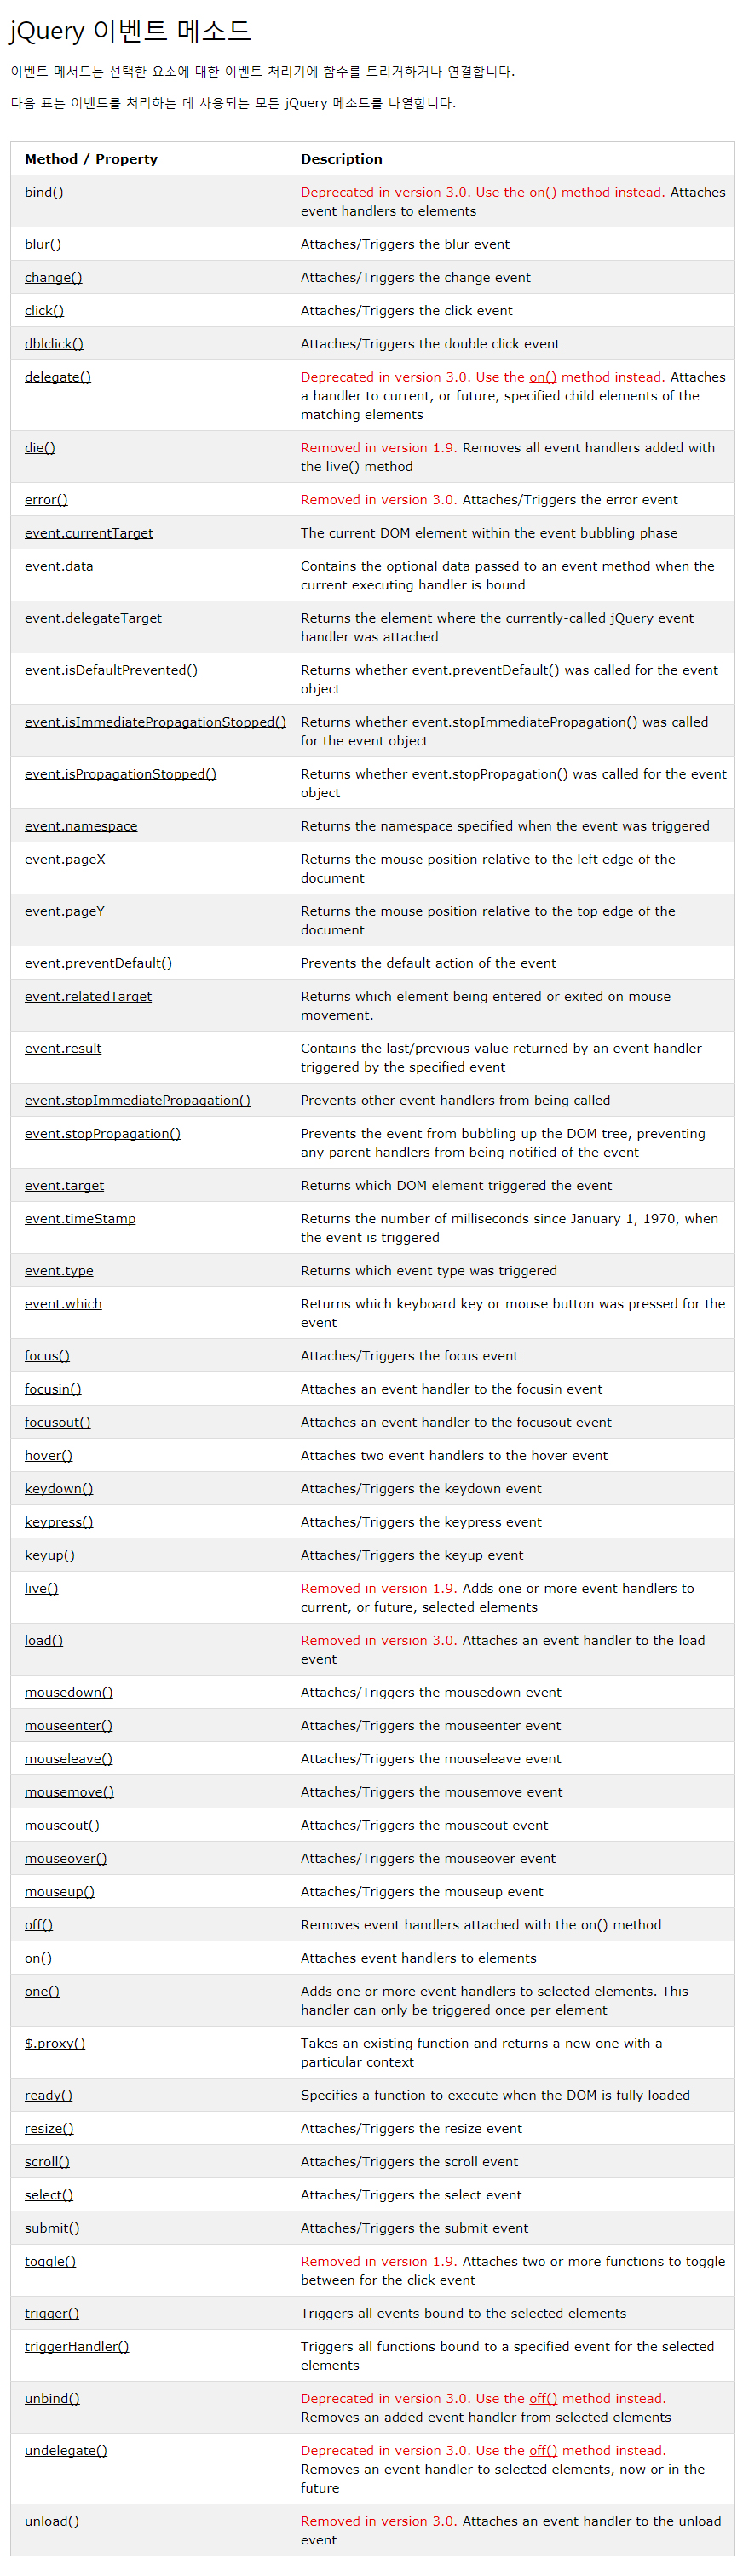 jQuery 이벤트 메소드
이벤트 메서드는 선택한 요소에 대한 이벤트 처리기에 함수를 트리거하거나 연결합니다.
다음 표는 이벤트를 처리하는 데 사용되는 모든 jQuery 메소드를 나열합니다.
Method / Property Description
bind() Deprecated in version 3.0. Use the on() method instead. Attaches
event handlers to elements
blur() Attaches/Triggers the blur event
change() Attaches/Triggers the change event
click() Attaches/Triggers the click event
dblclick() Attaches/Triggers the double click event
delegate() Deprecated in version 3.0. Use the on() method instead. Attaches
a handler to current, or future, specified child elements of the
matching elements
die() Removed in version 1.9. Removes all event handlers added with
the live() method
error() Removed in version 3.0. Attaches/Triggers the error event
event.currentTarget The current DOM element within the event bubbling phase
event.data Contains the optional data passed to an event method when the
current executing handler is bound
event.delegateTarget Returns the element where the currently-called jQuery event
handler was attached
event.isDefaultPrevented() Returns whether event.preventDefault() was called for the event
object
event.isImmediatePropagationStopped() Returns whether event.stopImmediatePropagation() was called
for the event object
event.isPropagationStopped() Returns whether event.stopPropagation() was called for the event
object
event.namespace Returns the namespace specified when the event was triggered
event.pageX Returns the mouse position relative to the left edge of the
document
event.pageY Returns the mouse position relative to the top edge of the
document
event.preventDefault() Prevents the default action of the event
event.relatedTarget Returns which element being entered or exited on mouse
movement.
event.result Contains the last/previous value returned by an event handler
triggered by the specified event
event.stopImmediatePropagation() Prevents other event handlers from being called
event.stopPropagation() Prevents the event from bubbling up the DOM tree, preventing
any parent handlers from being notified of the event
event.target Returns which DOM element triggered the event
event.timeStamp Returns the number of milliseconds since January 1, 1970, when
the event is triggered
event.type Returns which event type was triggered
event.which Returns which keyboard key or mouse button was pressed for the
event
focus() Attaches/Triggers the focus event
focusin() Attaches an event handler to the focusin event
focusout() Attaches an event handler to the focusout event
hover() Attaches two event handlers to the hover event
keydown() Attaches/Triggers the keydown event
keypress() Attaches/Triggers the keypress event
keyup() Attaches/Triggers the keyup event
live() Removed in version 1.9. Adds one or more event handlers to
current, or future, selected elements
load() Removed in version 3.0. Attaches an event handler to the load
event
mousedown() Attaches/Triggers the mousedown event
mouseenter() Attaches/Triggers the mouseenter event
mouseleave() Attaches/Triggers the mouseleave event
mousemove() Attaches/Triggers the mousemove event
mouseout() Attaches/Triggers the mouseout event
mouseover() Attaches/Triggers the mouseover event
mouseup() Attaches/Triggers the mouseup event
off() Removes event handlers attached with the on() method
on() Attaches event handlers to elements
one() Adds one or more event handlers to selected elements. This
handler can only be triggered once per element
$.proxy() Takes an existing function and returns a new one with a
particular context
ready() Specifies a function to execute when the DOM is fully loaded
resize() Attaches/Triggers the resize event
scroll() Attaches/Triggers the scroll event
select() Attaches/Triggers the select event
submit() Attaches/Triggers the submit event
toggle() Removed in version 1.9. Attaches two or more functions to toggle
between for the click event
trigger() Triggers all events bound to the selected elements
triggerHandler() Triggers all functions bound to a specified event for the selected
elements
unbind() Deprecated in version 3.0. Use the off() method instead.
Removes an added event handler from selected elements
undelegate() Deprecated in version 3.0. Use the off() method instead.
Removes an event handler to selected elements, now or in the
future
unload() Removed in version 3.0. Attaches an event handler to the unload
event